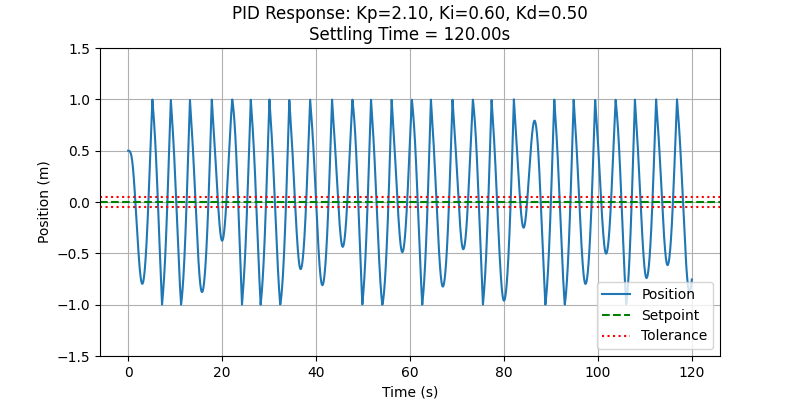 PID Response: Kp=2.10, Ki=0.60, Kd=0.50
Settling Time = 120.00s
1.5
1.0
0.5
0.0
−0.5
−1.0
−1.5
Position (m)
Position
Setpoint
Tolerance
0
20
40
60
80
100
120
Time (s)